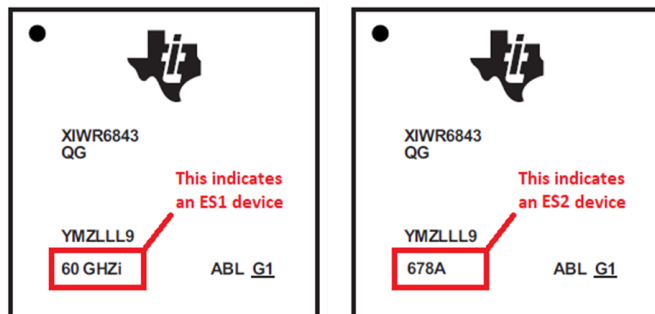 XIWR6843
QG
This indicates
an ES1 device
YMZLLL9
60 GHZi
ABL G1
XIWR6843
QG
This indicates
an ES2 device
YMZLLL9
678A
ABL G1